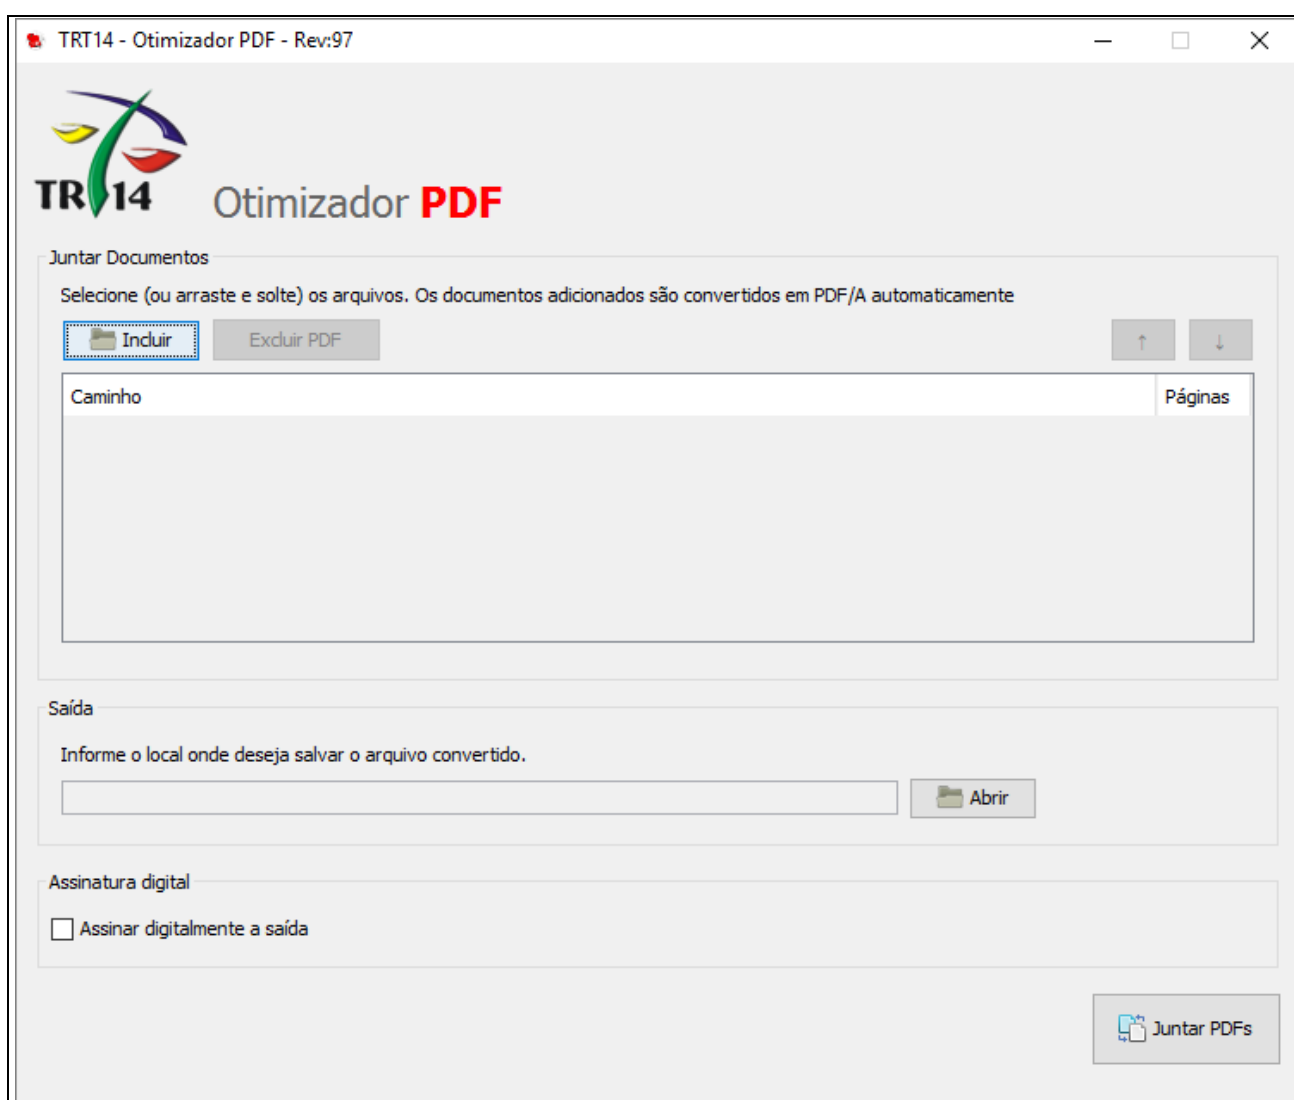 TRT14 - Otimizador PDF - Rev:97
TRT14
Otimizador PDF
Juntar Documentos
Selecione (ou arraste e solte) os arquivos. Os documentos adicionados são convertidos em PDF/A automaticamente
Incluir Excluir PDF ↑ ↓
Caminho Páginas
Saída
Informe o local onde deseja salvar o arquivo convertido.
Abrir
Assinatura digital
Assinar digitalmente a saída
Juntar PDFs